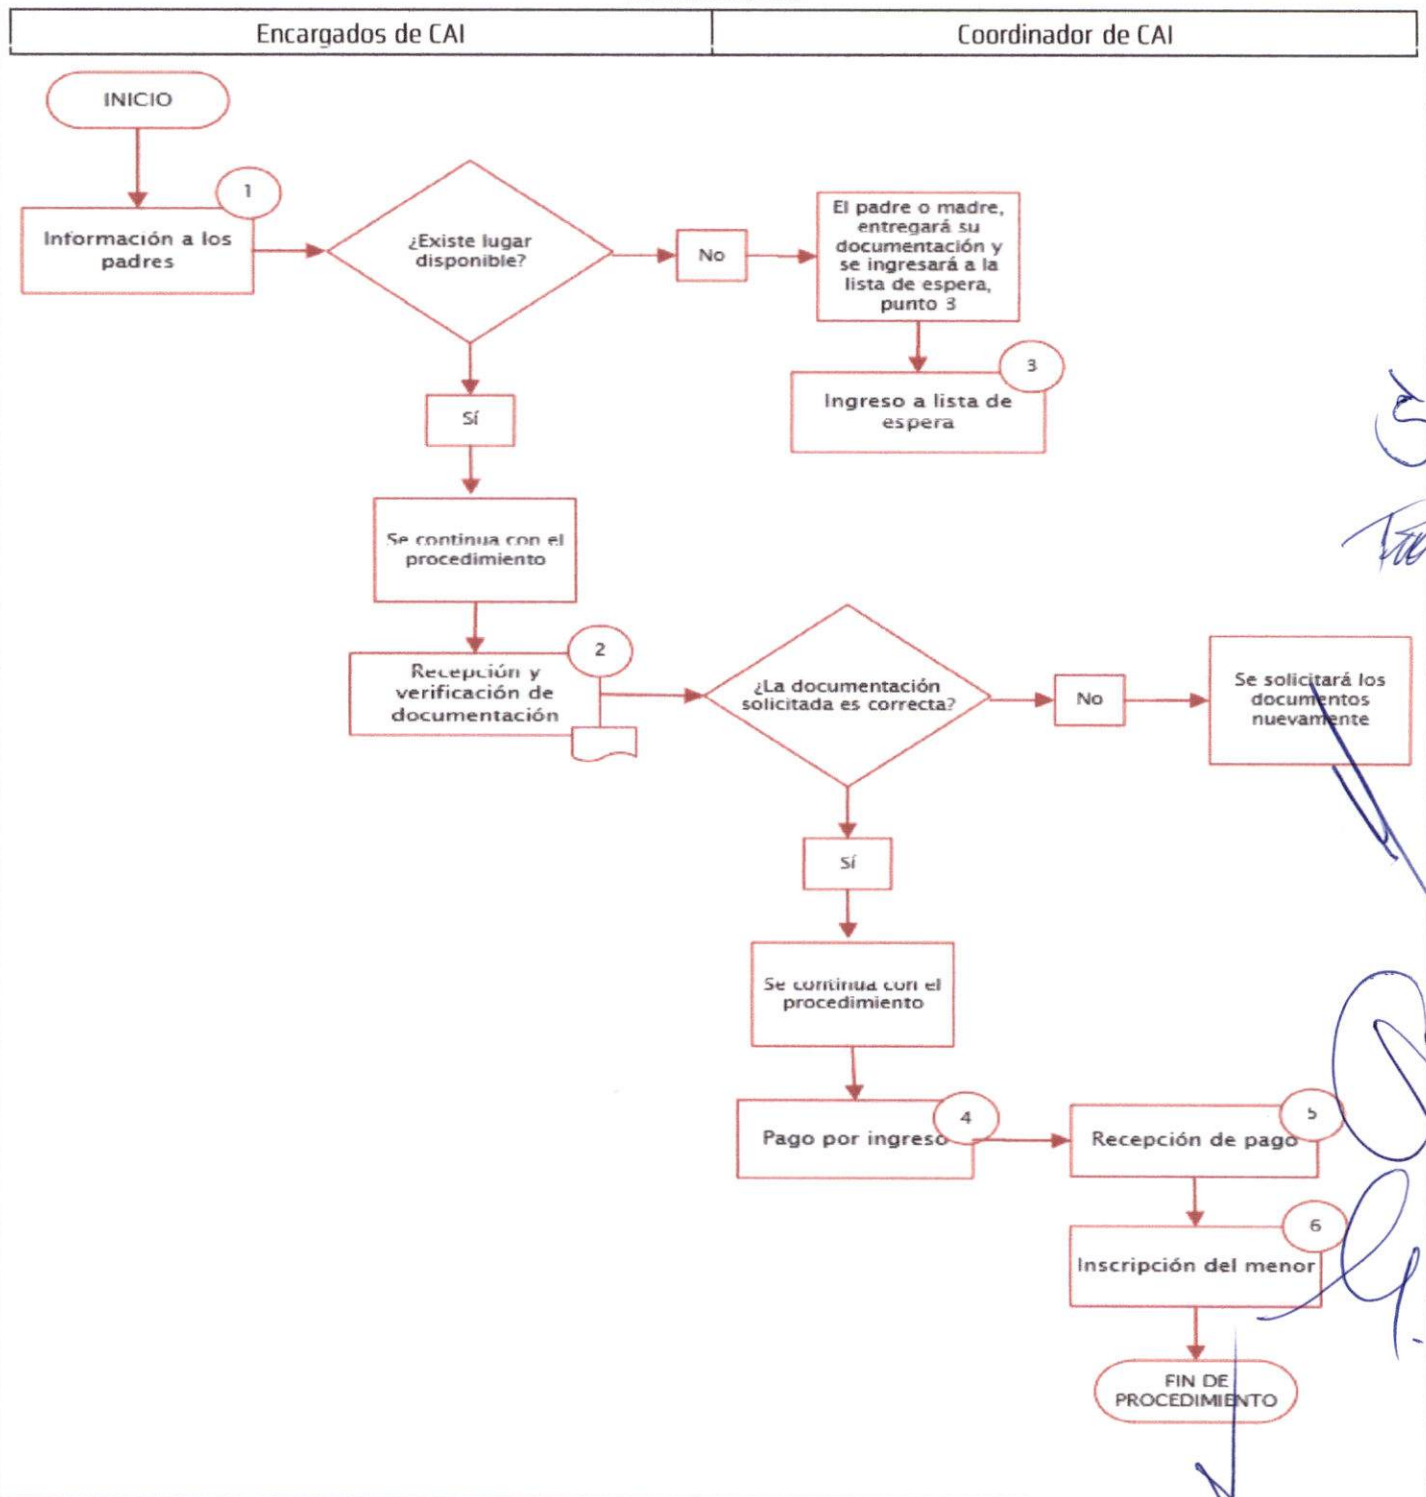 Encargados de CAI
Coordinador de CAI
INICIO
1
Información a los
padres
¿Existe lugar
disponible?
No
El padre o madre,
entregará su
documentación y
se ingresará a la
lista de espera,
punto 3
3
Ingreso a lista de
espera
Sí
Se continua con el
procedimiento
2
Recepción y
verificación de
documentación
¿La documentación
solicitada es correcta?
No
Se solicitará los
documentos
nuevamente
Sí
Se continua con el
procedimiento
4
Pago por ingreso
5
Recepción de pago
6
Inscripción del menor
FIN DE
PROCEDIMIENTO